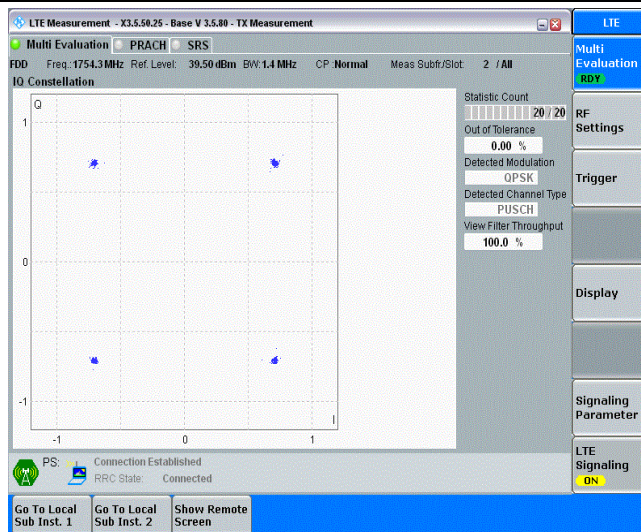 LTE Measurement - X3.5.50.25 - Base V 3.5.80 - TX Measurement
LTE
Multi Evaluation PRACH SRS
Multi Evaluation
RDY
FDD Freq.:1754.3 MHz Ref. Level: 39.50 dBm BW:1.4 MHz CP :Normal Meas Subfr./Slot: 2 / All
IQ Constellation
Q
1
0
-1
-1 0 1
I
Statistic Count
20 / 20
Out of Tolerance
0.00 %
Detected Modulation
QPSK
Detected Channel Type
PUSCH
View Filter Throughput
100.0 %
RF
Settings
Trigger
Display
Signaling
Parameter
LTE
Signaling
ON
PS: Connection Established
RRC State: Connected
Go To Local
Sub Inst. 1
Go To Local
Sub Inst. 2
Show Remote
Screen